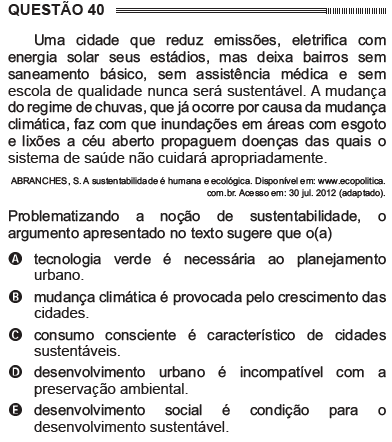 QUESTÃO 40
Uma cidade que reduz emissões, eletrifica com
energia solar seus estádios, mas deixa bairros sem
saneamento básico, sem assistência médica e sem
escola de qualidade nunca será sustentável. A mudança
do regime de chuvas, que já ocorre por causa da mudança
climática, faz com que inundações em áreas com esgoto
e lixões a céu aberto propaguem doenças das quais o
sistema de saúde não cuidará apropriadamente.
ABRANCHES, S. A sustentabilidade é humana e ecológica. Disponível em: www.ecopolitica.
com.br. Acesso em: 30 jul. 2012 (adaptado).
Problematizando a noção de sustentabilidade, o
argumento apresentado no texto sugere que o(a)
A tecnologia verde é necessária ao planejamento
urbano.
B mudança climática é provocada pelo crescimento das
cidades.
C consumo consciente é característico de cidades
sustentáveis.
D desenvolvimento urbano é incompatível com a
preservação ambiental.
E desenvolvimento social é condição para o
desenvolvimento sustentável.